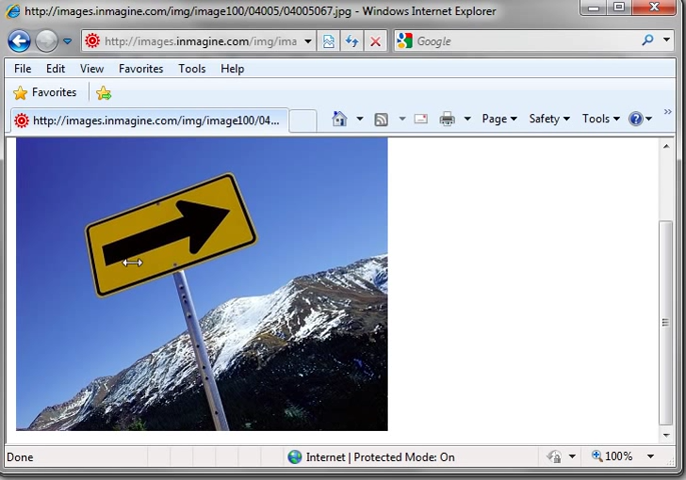 http://images.inmagine.com/img/image100/04005/04005067.jpg - Windows Internet Explorer
http://images.inmagine.com/img/ima
Google
File Edit View Favorites Tools Help
Favorites
http://images.inmagine.com/img/image100/04...
Page Safety Tools
Done
Internet | Protected Mode: On
100%